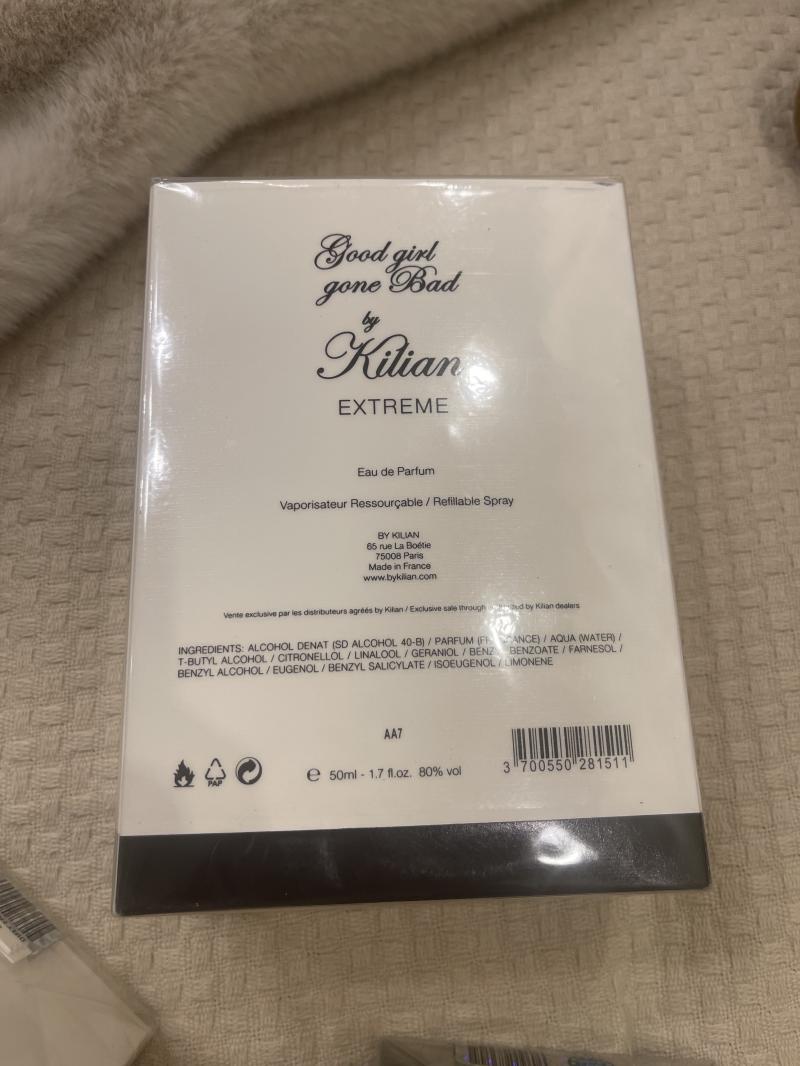 Good girl
gone Bad
by
Kilian
EXTREME
Eau de Parfum
Vaporisateur Ressourçable / Refillable Spray
BY KILIAN
65 rue La Boétie
75008 Paris
Made in France
www.bykilian.com
Vente exclusive par les distributeurs agréés by Kilian / Exclusive sale through by Kilian dealers
INGREDIENTS: ALCOHOL DENAT (SD ALCOHOL 40-B) / PARFUM (FRAGRANCE) / AQUA (WATER) /
T-BUTYL ALCOHOL / CITRONELLOL / LINALOOL / GERANIOL / BENZYL BENZOATE / FARNESOL /
BENZYL ALCOHOL / EUGENOL / BENZYL SALICYLATE / ISOEUGENOL / LIMONENE
AA7
PAP
e 50ml - 1.7 fl.oz. 80% vol
3 700550 281511